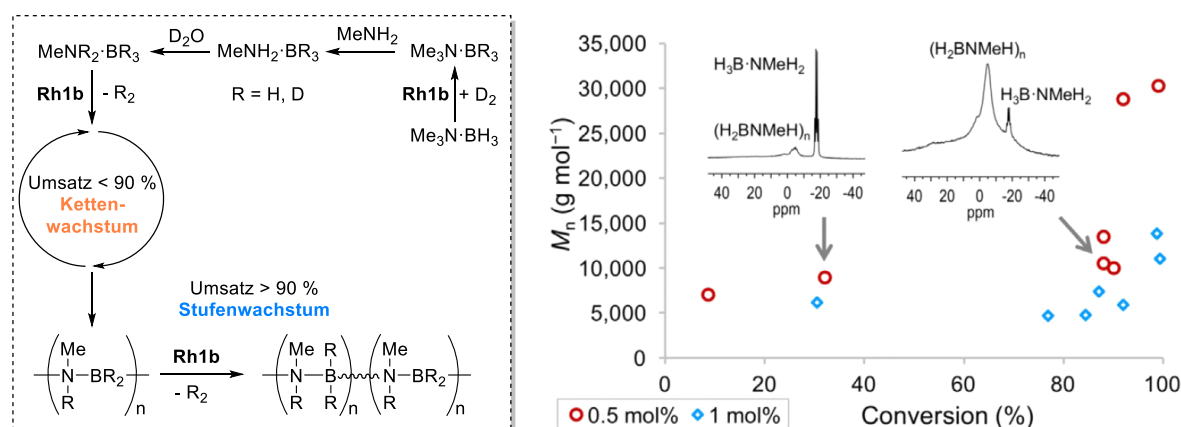 MeNR₂·BR₃
D₂O
MeNH₂·BR₃
MeNH₂
Me₃N·BR₃
Rh1b
- R₂
R = H, D
Rh1b
+ D₂
Me₃N·BH₃
Umsatz < 90 %
Ketten-
wachstum
Umsatz > 90 %
Stufenwachstum
Me
N
BR₂
R
n
Rh1b
- R₂
Me
R
N
B
R
R
n
Me
N
BR₂
R
n
35,000
30,000
25,000
20,000
15,000
10,000
5,000
0
Mₙ (g mol⁻¹)
H₃B·NMeH₂
(H₂BNMeH)ₙ
40 20 0 -20 -40
ppm
(H₂BNMeH)ₙ
H₃B·NMeH₂
40 20 0 -20 -40
ppm
0 20 40 60 80 100
0.5 mol% 1 mol%
Conversion (%)